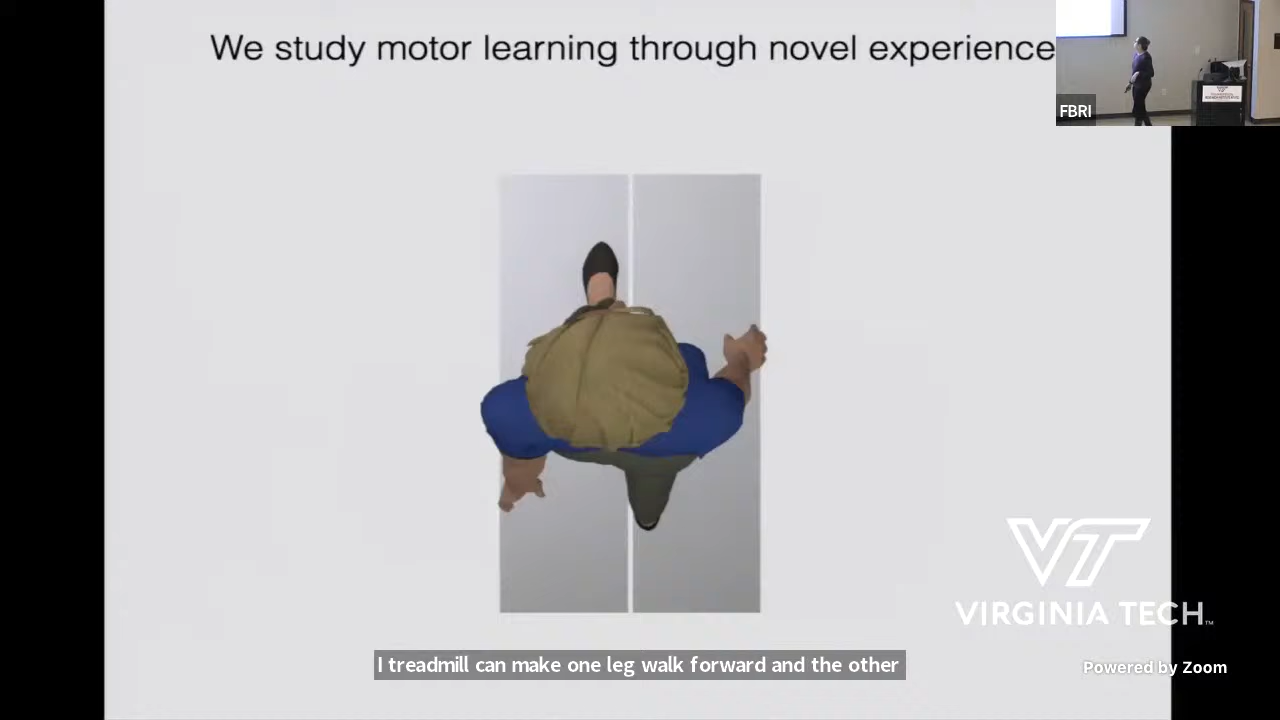 We study motor learning through novel experience
FBRI
VT
VIRGINIA TECH™
I treadmill can make one leg walk forward and the other
Powered by Zoom